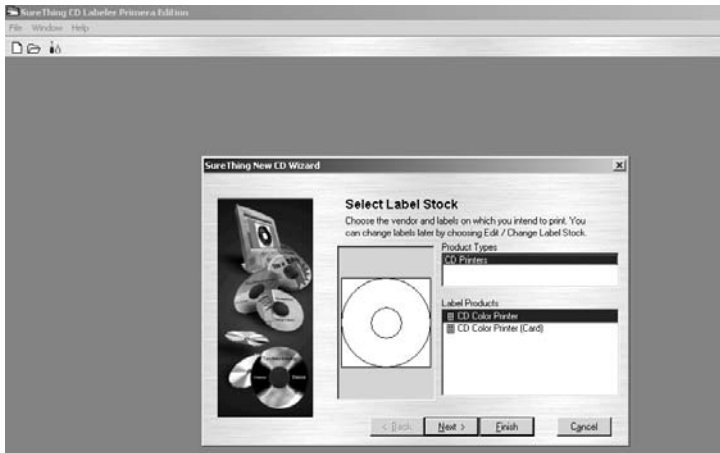 SureThing CD Labeler Primera Edition
File Window Help
SureThing New CD Wizard
Select Label Stock
Choose the vendor and labels on which you intend to print. You
can change labels later by choosing Edit / Change Label Stock.
Product Types
CD Printers
Label Products
CD Color Printer
CD Color Printer (Card)
< Back
Next >
Finish
Cancel